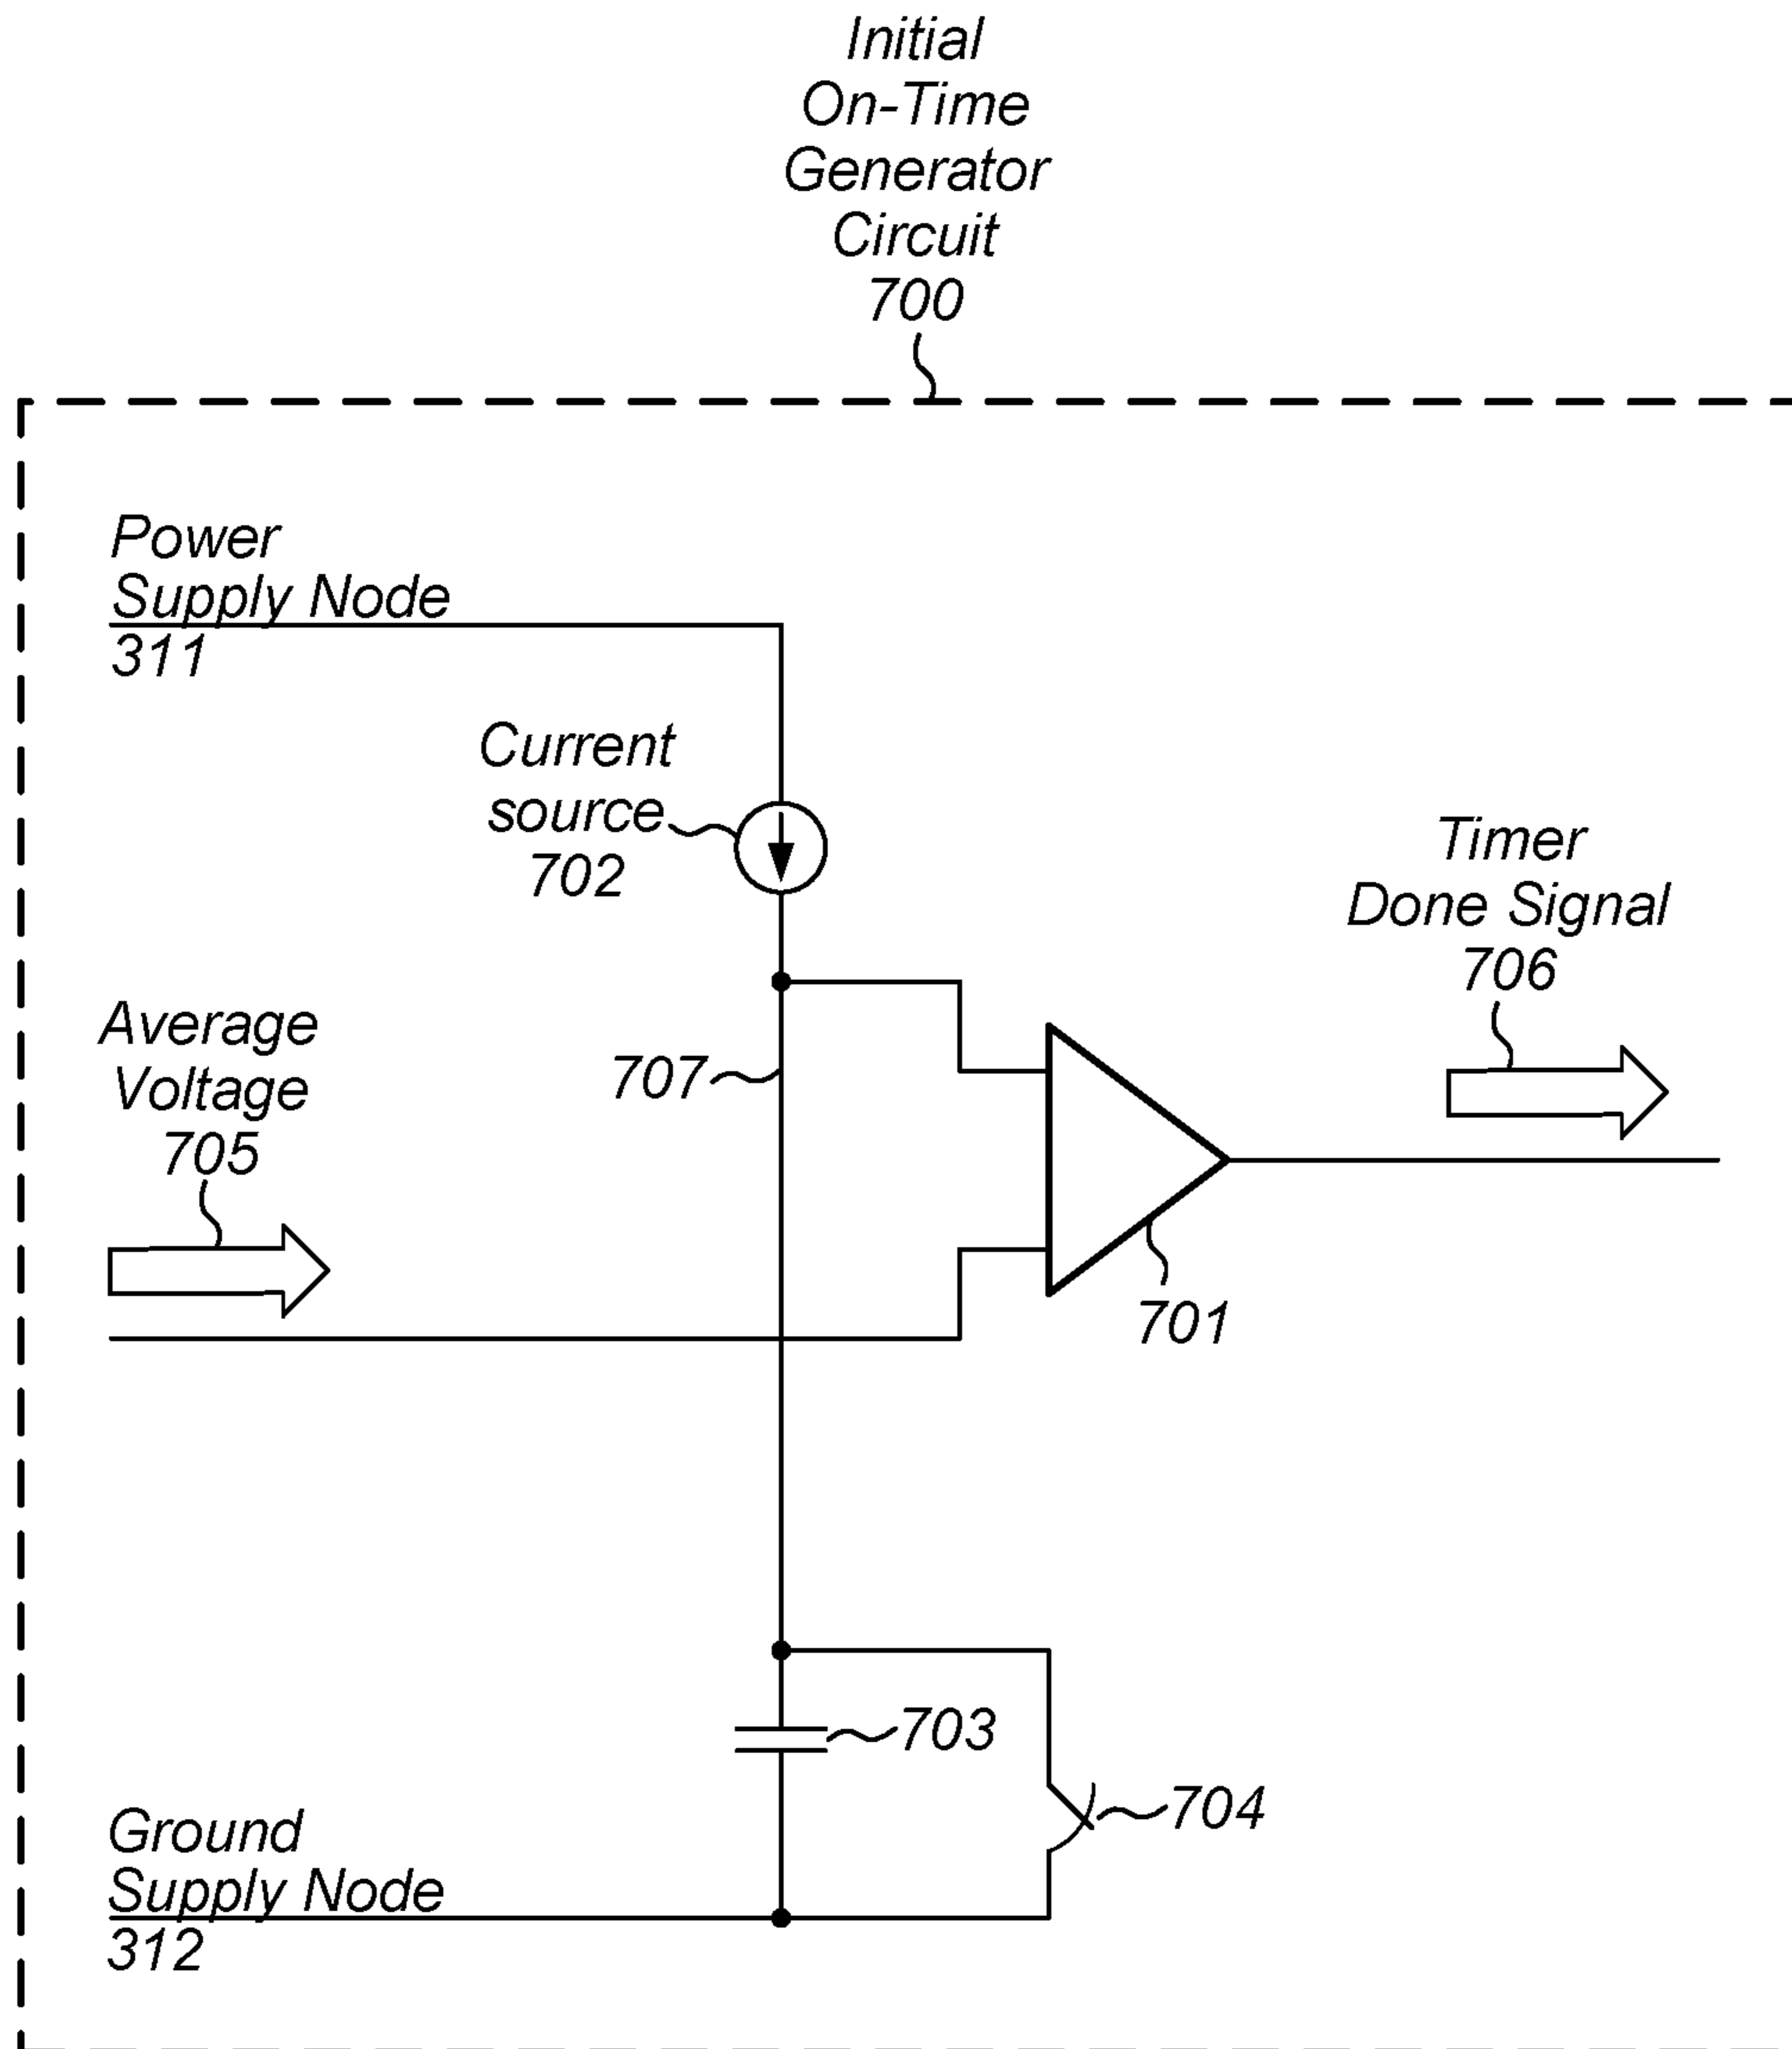 Initial
On-Time
Generator
Circuit
700
Power
Supply Node
311
Current
source
702
Timer
Done Signal
706
Average
Voltage
705
707
701
703
704
Ground
Supply Node
312